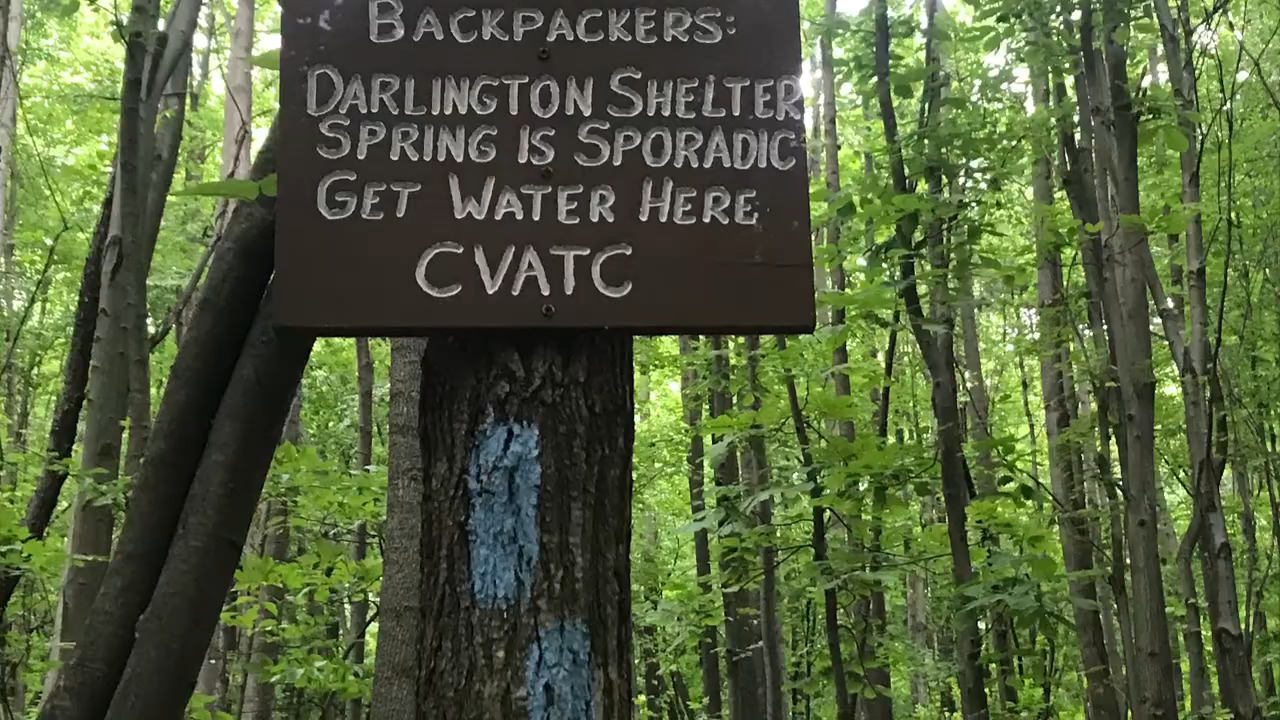 BACKPACKERS:
DARLINGTON SHELTER
SPRING IS SPORADIC
GET WATER HERE
CVATC